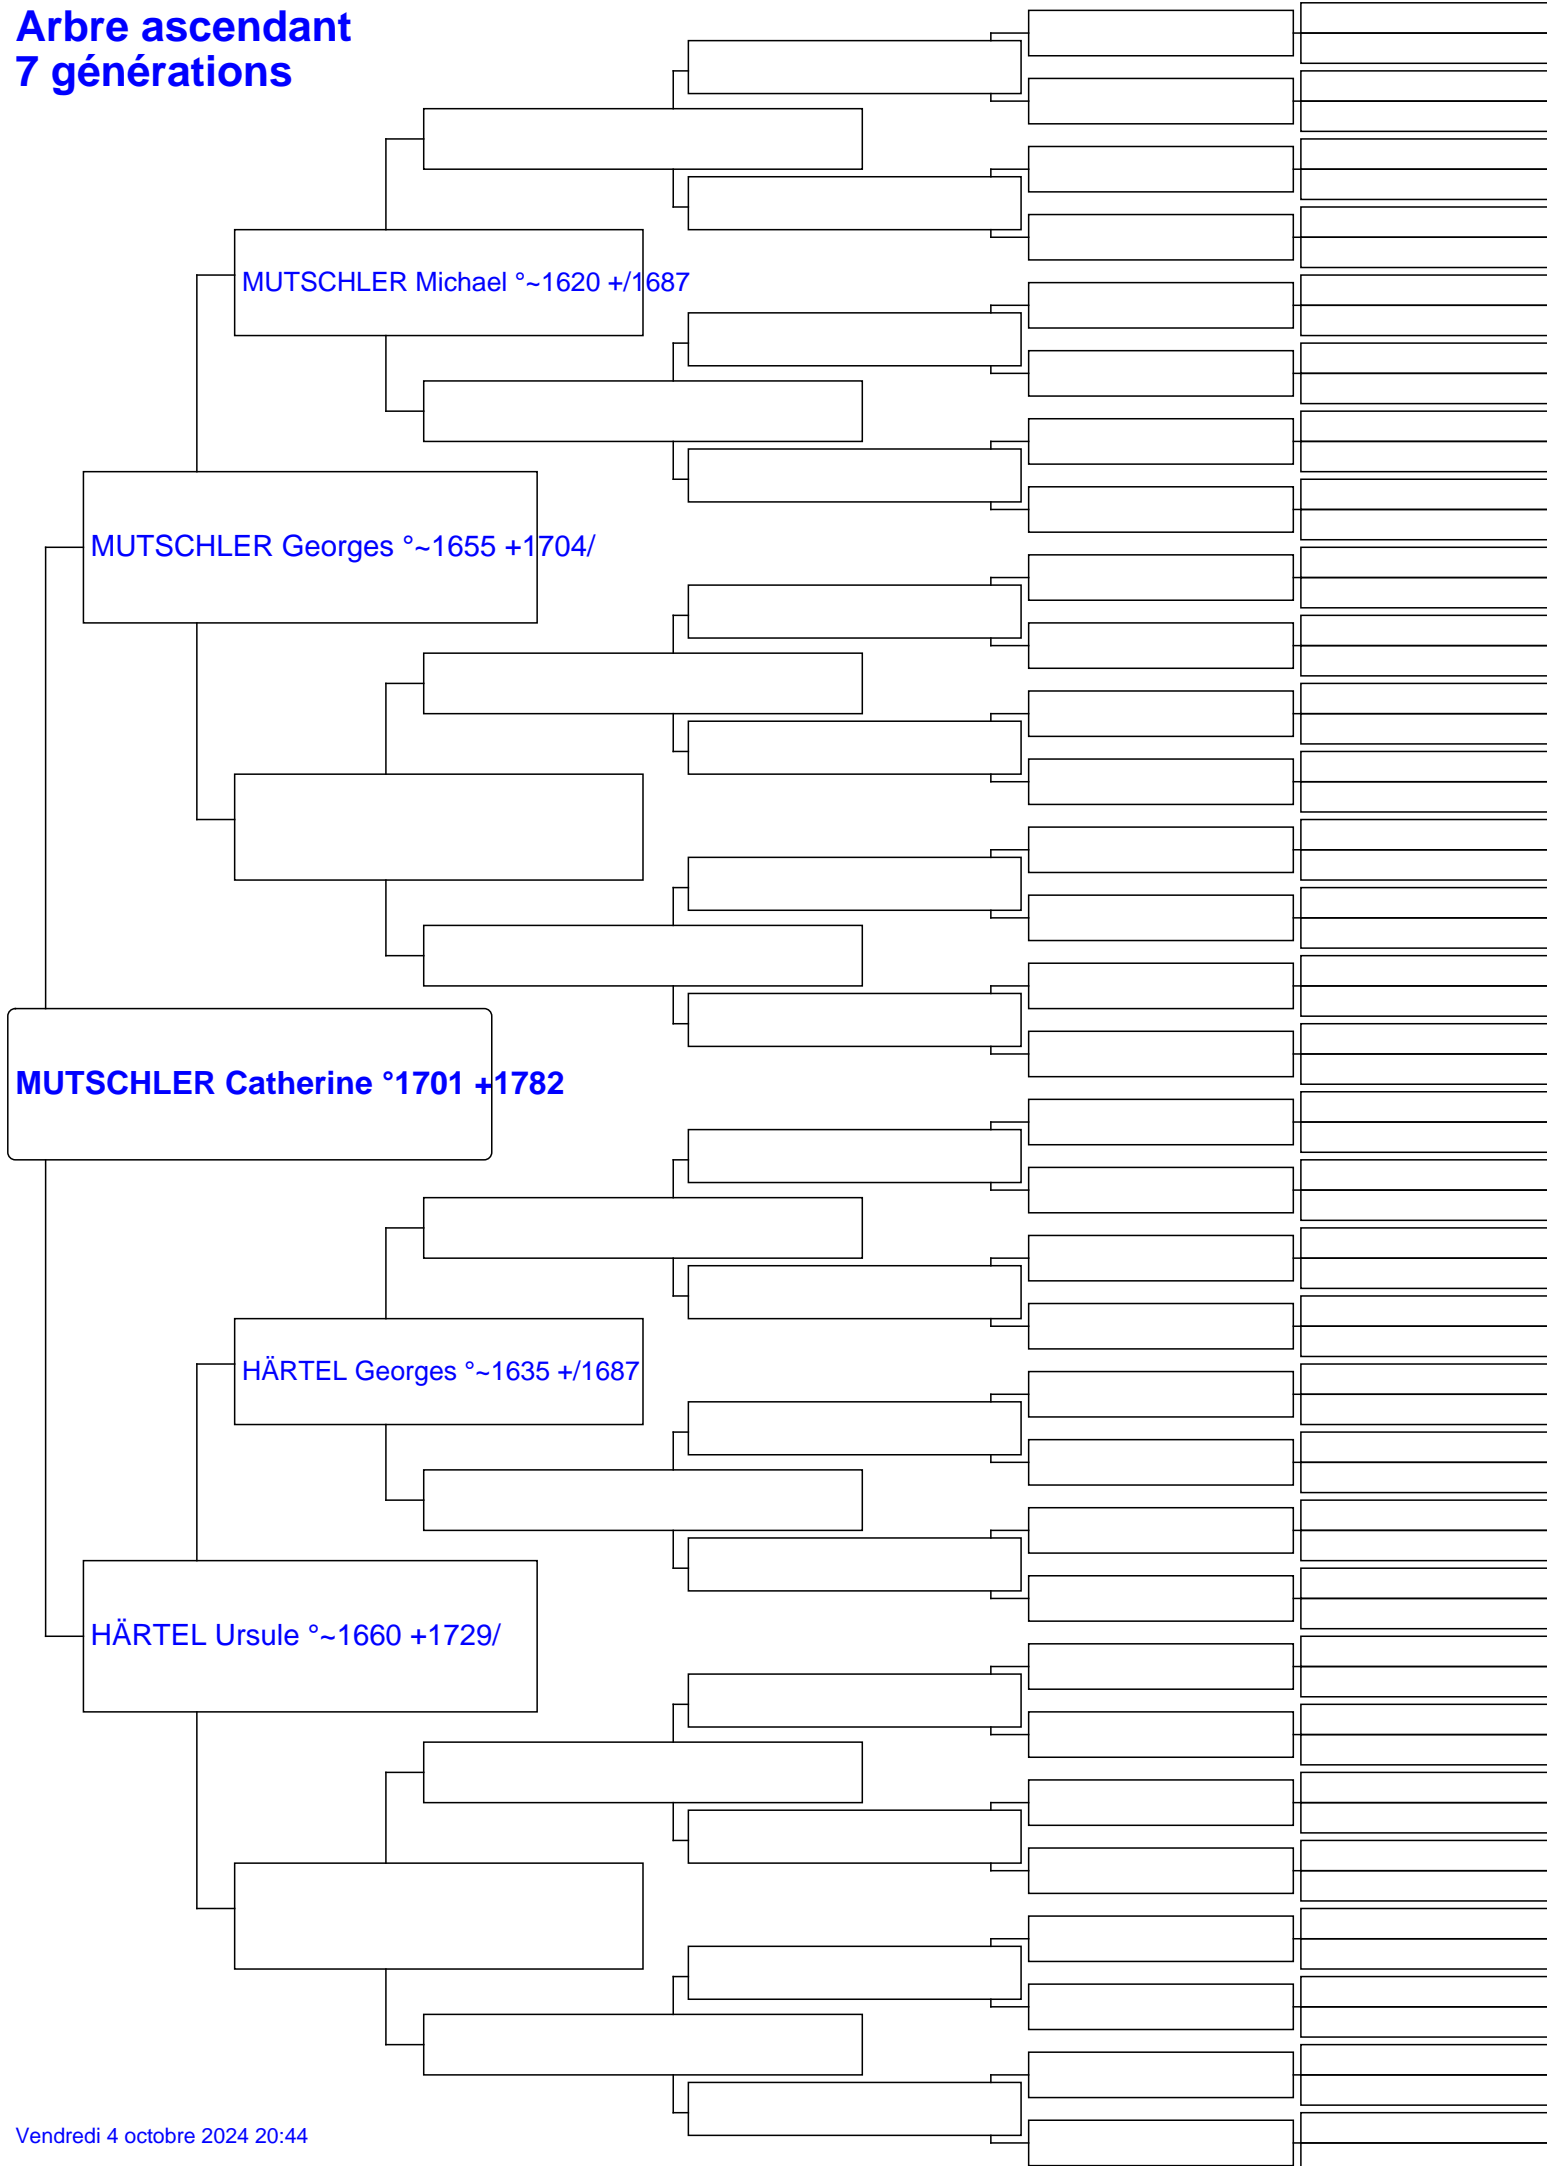 Arbre ascendant
7 générations
MUTSCHLER Michael °~1620 +/1687
MUTSCHLER Georges °~1655 +1704/
MUTSCHLER Catherine °1701 +1782
HÄRTEL Georges °~1635 +/1687
HÄRTEL Ursule °~1660 +1729/
Vendredi 4 octobre 2024 20:44